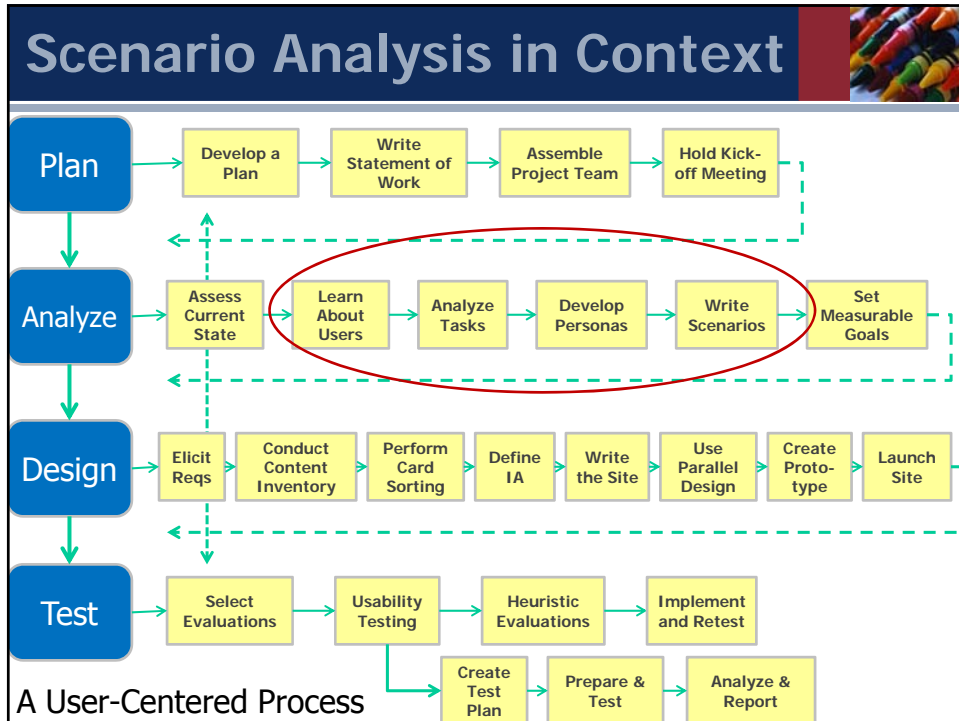 Scenario Analysis in Context
Plan
Develop a
Plan
Write
Statement of
Work
Assemble
Project Team
Hold Kick-
off Meeting
Analyze
Assess
Current
State
Learn
About
Users
Analyze
Tasks
Develop
Personas
Write
Scenarios
Set
Measurable
Goals
Design
Elicit
Reqs
Conduct
Content
Inventory
Perform
Card
Sorting
Define
IA
Write
the Site
Use
Parallel
Design
Create
Proto-
type
Launch
Site
Test
Select
Evaluations
Usability
Testing
Heuristic
Evaluations
Implement
and Retest
Create
Test
Plan
Prepare &
Test
Analyze &
Report
A User-Centered Process